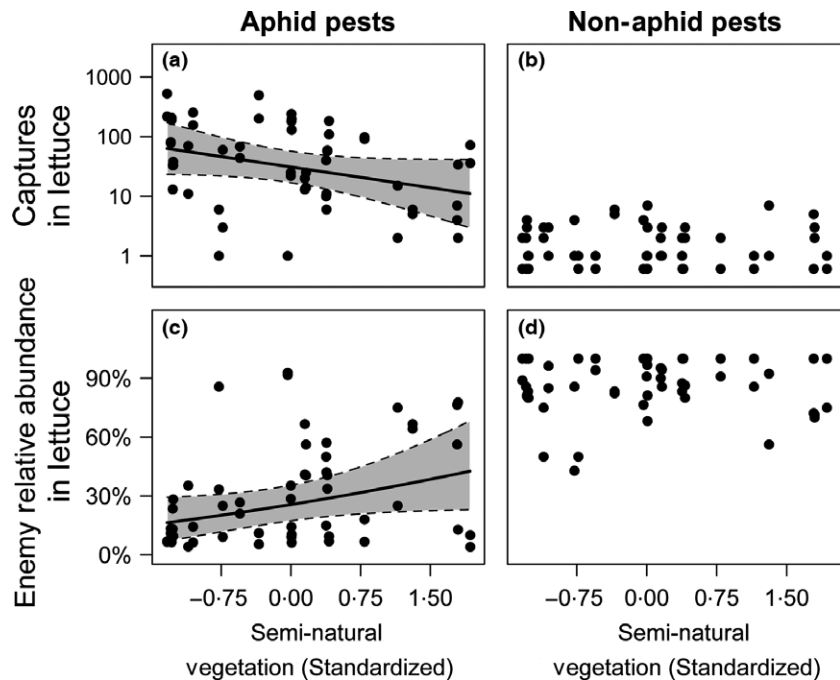 Aphid pests
Non-aphid pests
Captures
in lettuce
(a)
(b)
1000
100
10
1
Enemy relative abundance
in lettuce
(c)
(d)
90%
60%
30%
0%
−0·75 0·00 0·75 1·50
−0·75 0·00 0·75 1·50
Semi-natural
vegetation (Standardized)
Semi-natural
vegetation (Standardized)